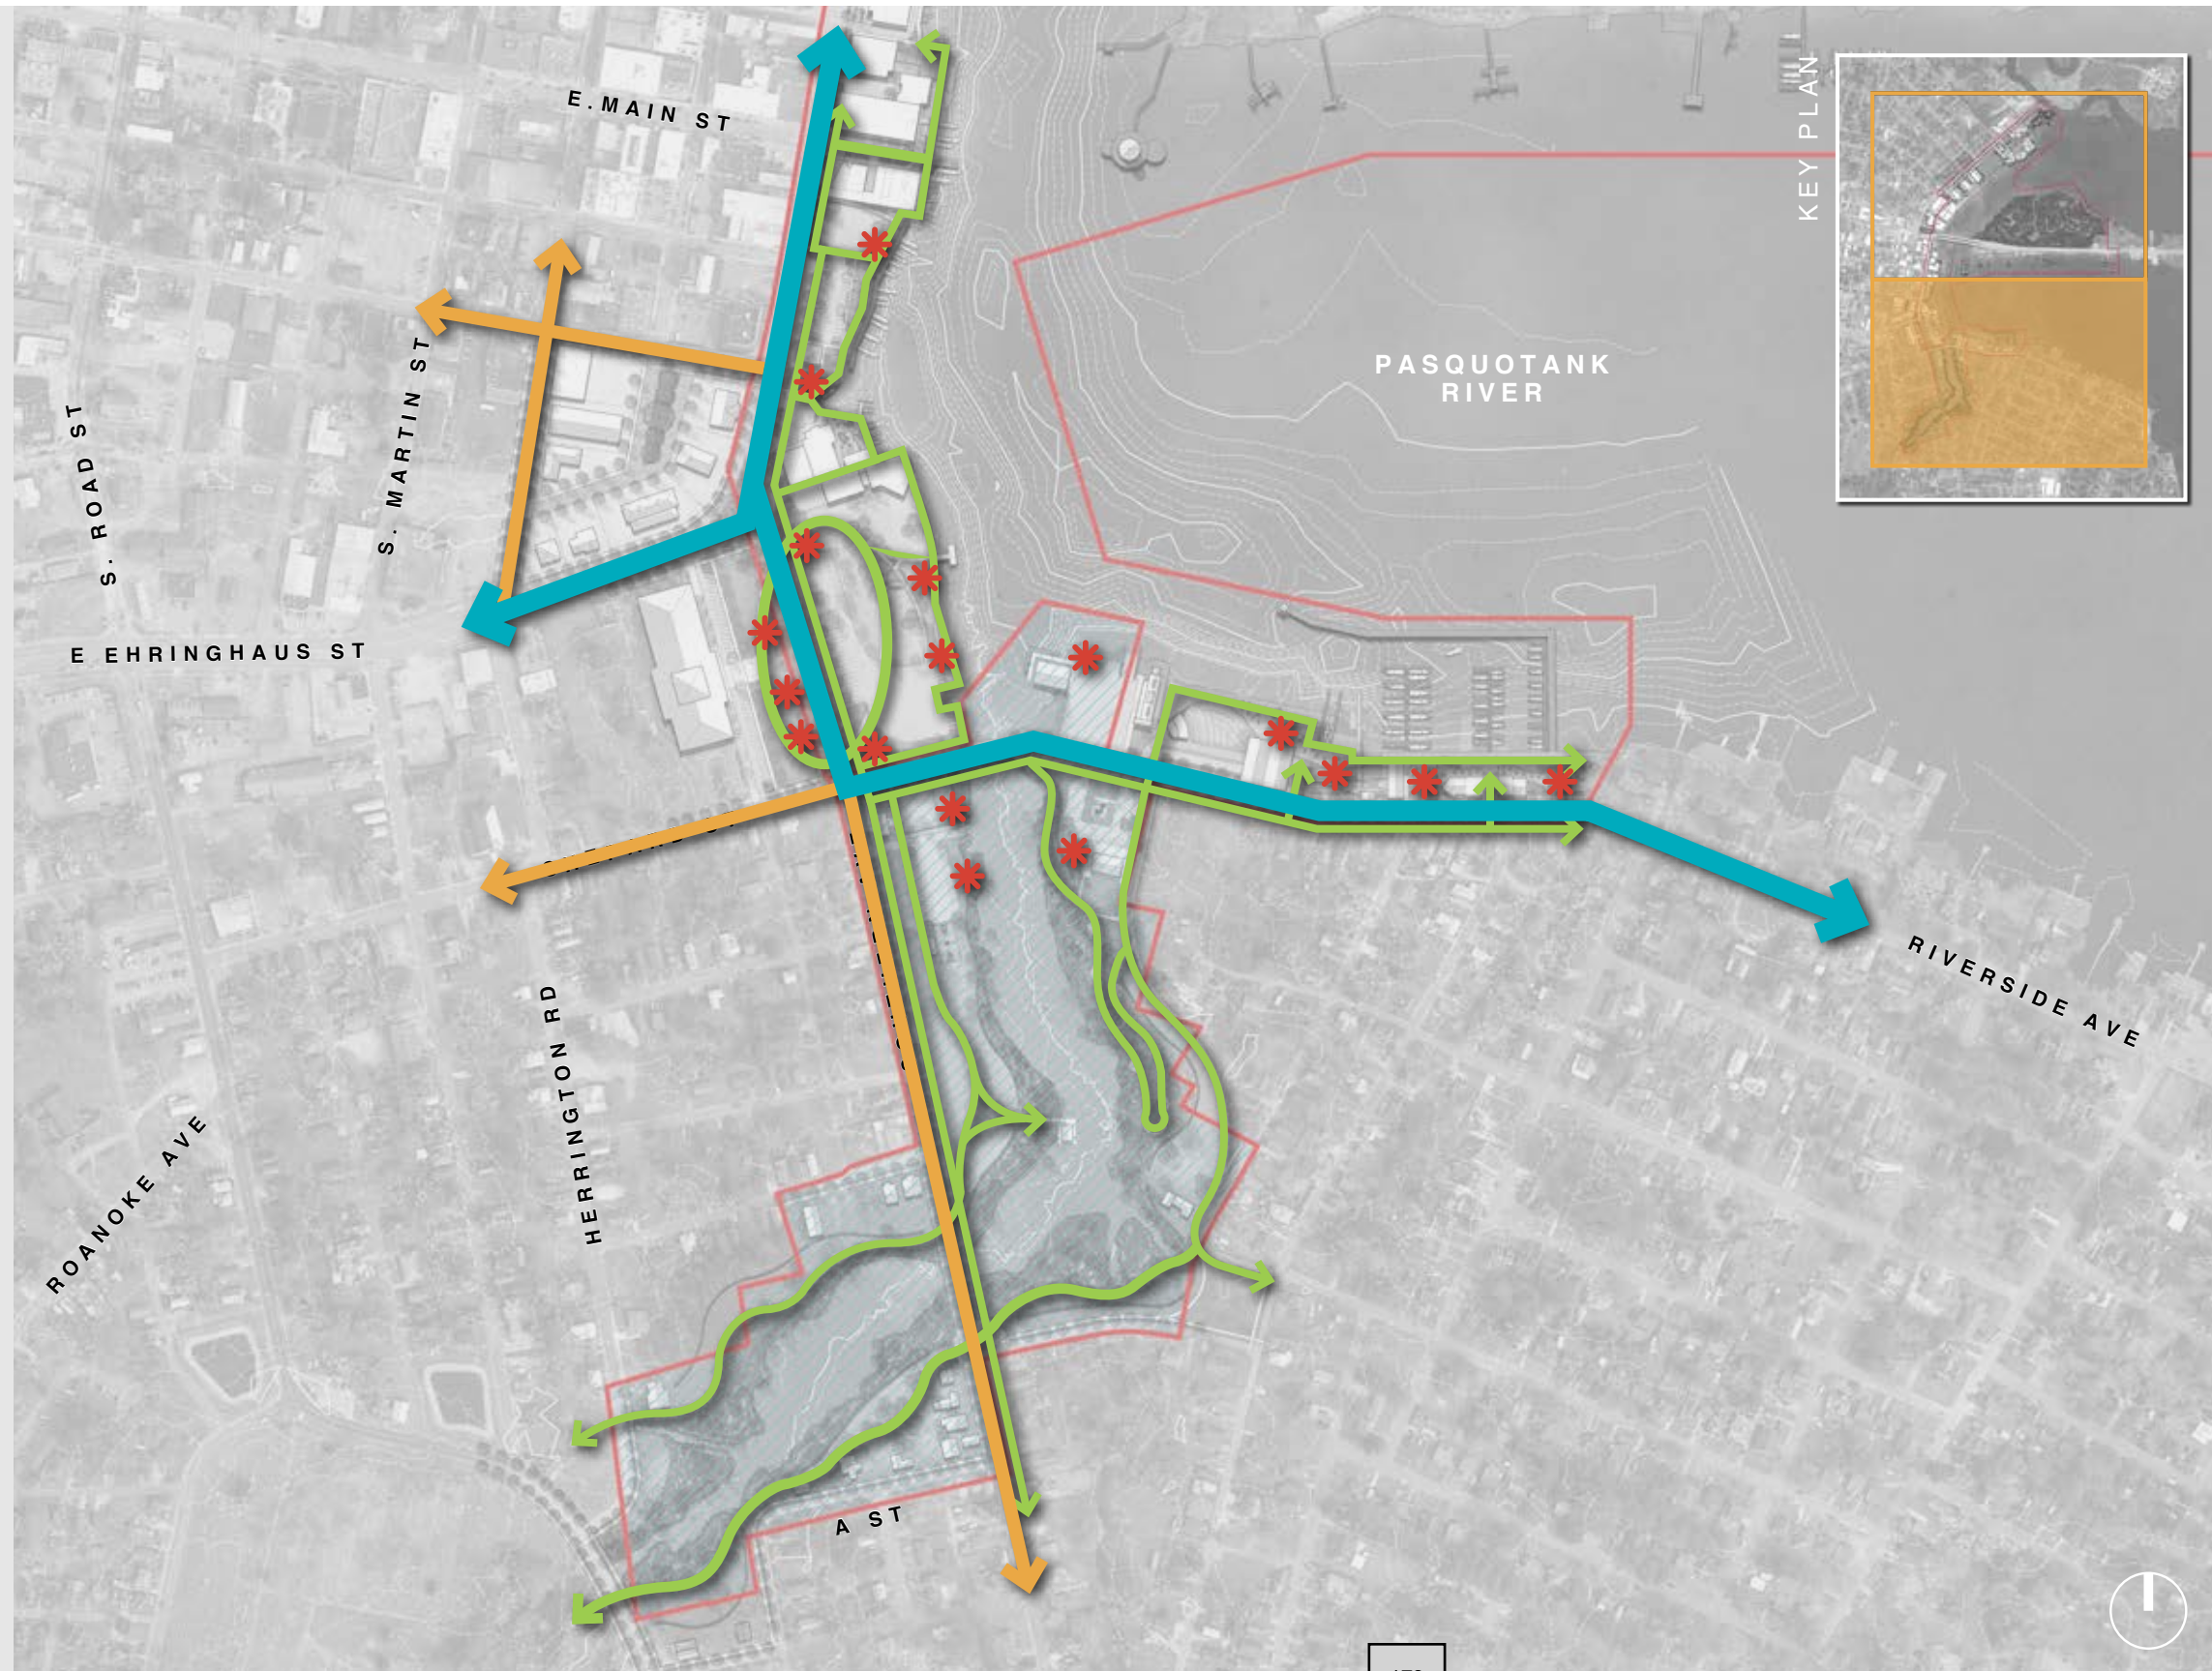 E. MAIN ST
KEY PLAN
PASQUOTANK
RIVER
S. ROAD ST
S. MARTIN ST
E EHRINGHAUS ST
RIVERSIDE AVE
HERRINGTON RD
ROANOKE AVE
A ST